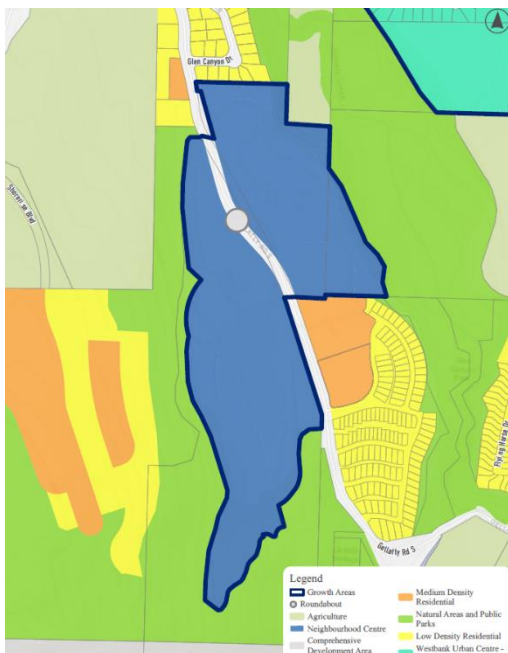 Glen Canyon Dr
Gellatly Rd S
Legend
Growth Areas
Roundabout
Agriculture
Neighbourhood Centre
Comprehensive
Development Area
Medium Density
Residential
Natural Areas and Public
Parks
Low Density Residential
Westbank Urban Centre -